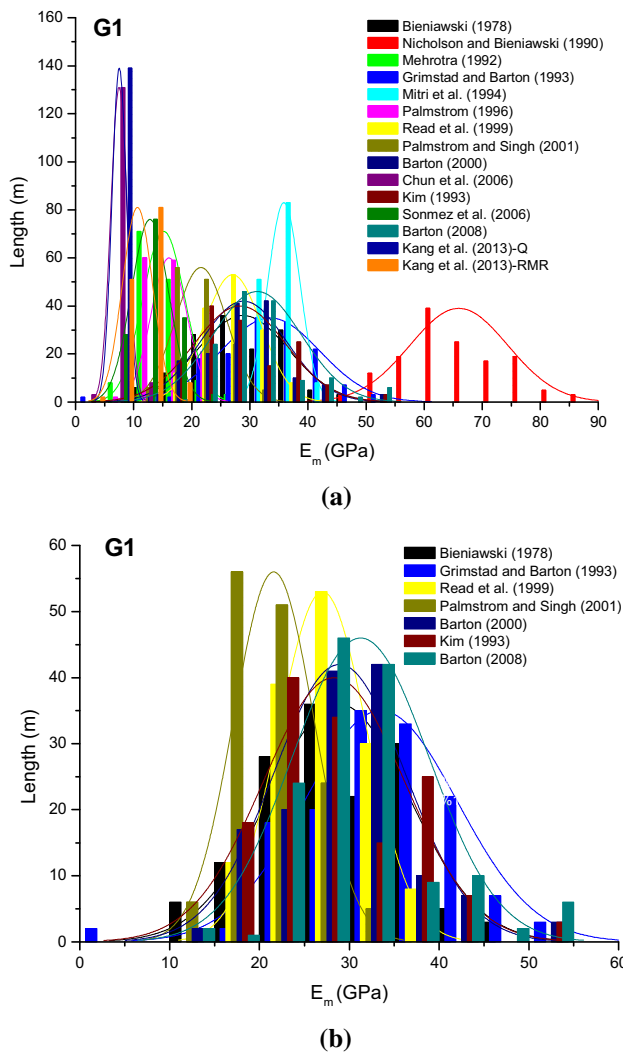 G1
Bieniawski (1978)
Nicholson and Bieniawski (1990)
Mehrotra (1992)
Grimstad and Barton (1993)
Mitri et al. (1994)
Palmstrom (1996)
Read et al. (1999)
Palmstrom and Singh (2001)
Barton (2000)
Chun et al. (2006)
Kim (1993)
Sonmez et al. (2006)
Barton (2008)
Kang et al. (2013)-Q
Kang et al. (2013)-RMR
Length (m)
160
140
120
100
80
60
40
20
0
0 10 20 30 40 50 60 70 80 90
Em (GPa)
(a)
G1
Bieniawski (1978)
Grimstad and Barton (1993)
Read et al. (1999)
Palmstrom and Singh (2001)
Barton (2000)
Kim (1993)
Barton (2008)
Length (m)
60
50
40
30
20
10
0
%
0 10 20 30 40 50 60
Em (GPa)
(b)